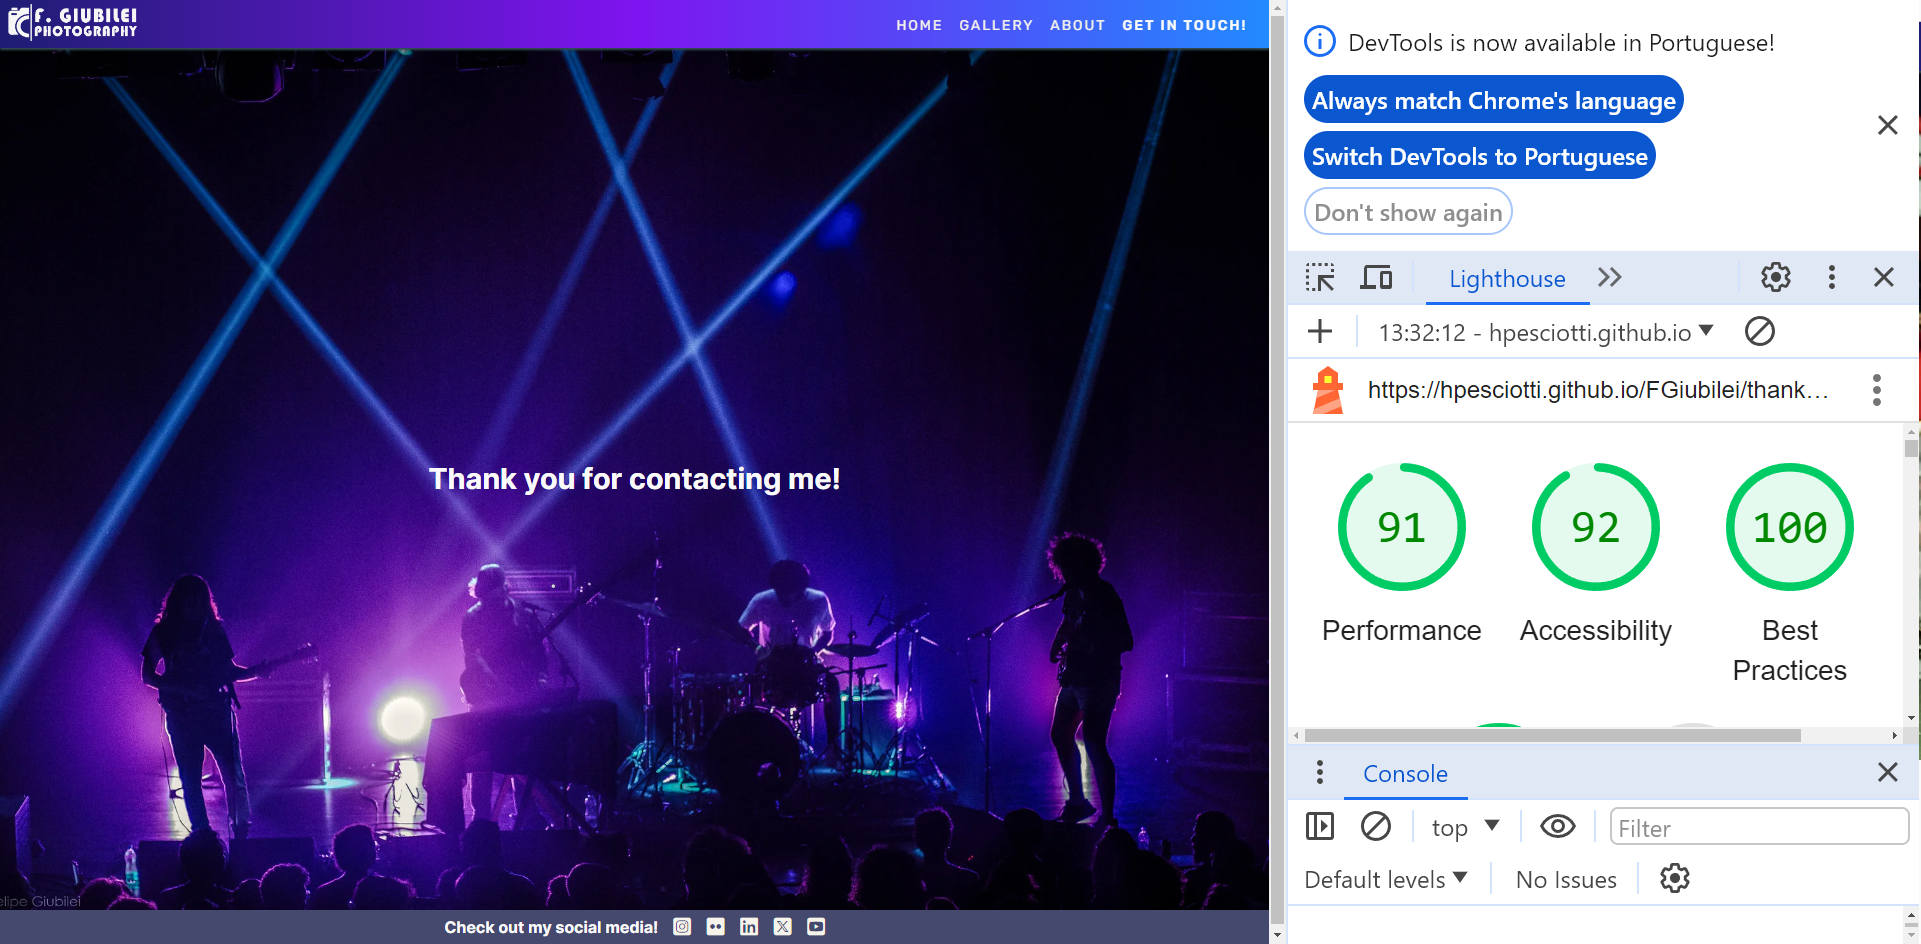 F. GIUBILEI
PHOTOGRAPHY
HOME GALLERY ABOUT GET IN TOUCH!
Thank you for contacting me!
elipe Giubilei
Check out my social media!
DevTools is now available in Portuguese!
Always match Chrome's language
Switch DevTools to Portuguese
Don't show again
Lighthouse
13:32:12 - hpesciotti.github.io
https://hpesciotti.github.io/FGiubilei/thank…
91
92
100
Performance
Accessibility
Best
Practices
Console
top
Filter
Default levels
No Issues